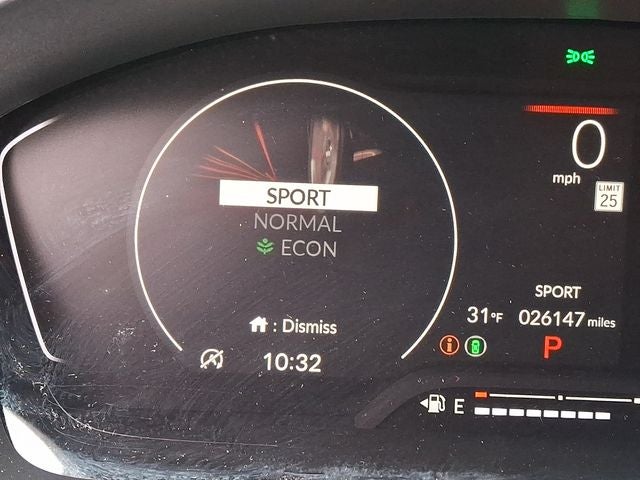 SPORT
NORMAL
ECON
: Dismiss
10:32
0
mph
LIMIT
25
SPORT
31°F 026147 miles
P
E